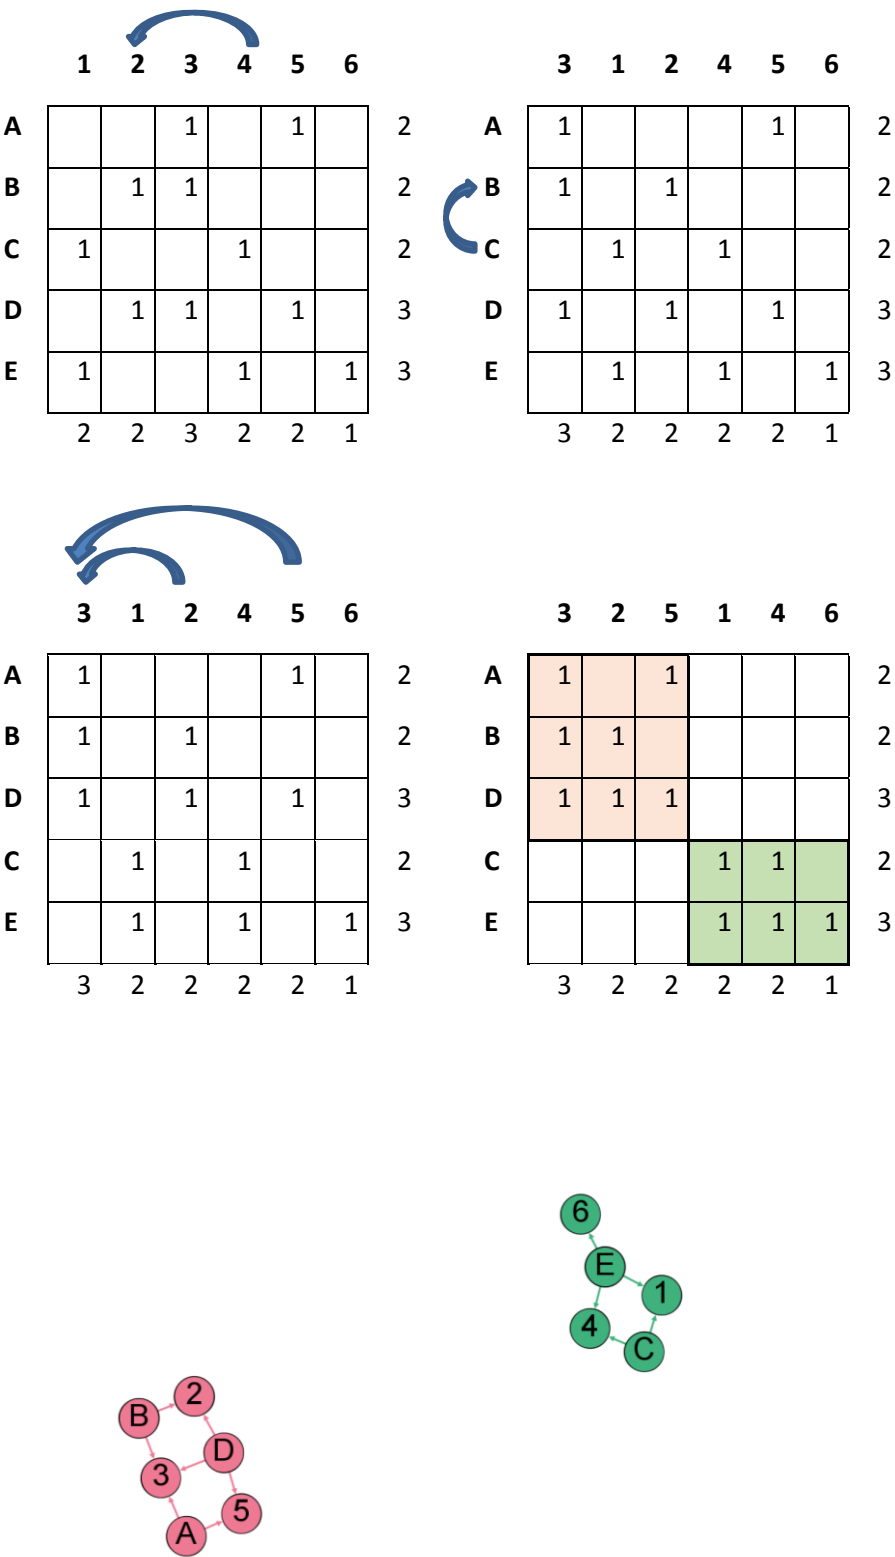 1 2 3 4 5 6
A 1 1 2
B 1 1 2
C 1 1 2
D 1 1 1 3
E 1 1 1 3
2 2 3 2 2 1
3 1 2 4 5 6
A 1 1 2
B 1 1 2
C 1 1 2
D 1 1 1 3
E 1 1 1 3
3 2 2 2 2 1
3 1 2 4 5 6
A 1 1 2
B 1 1 2
D 1 1 1 3
C 1 1 2
E 1 1 1 3
3 2 2 2 2 1
3 2 5 1 4 6
A 1 1 2
B 1 1 2
D 1 1 1 3
C 1 1 2
E 1 1 1 3
3 2 2 2 2 1
6
E
1
4
C
2
B
D
3
5
A